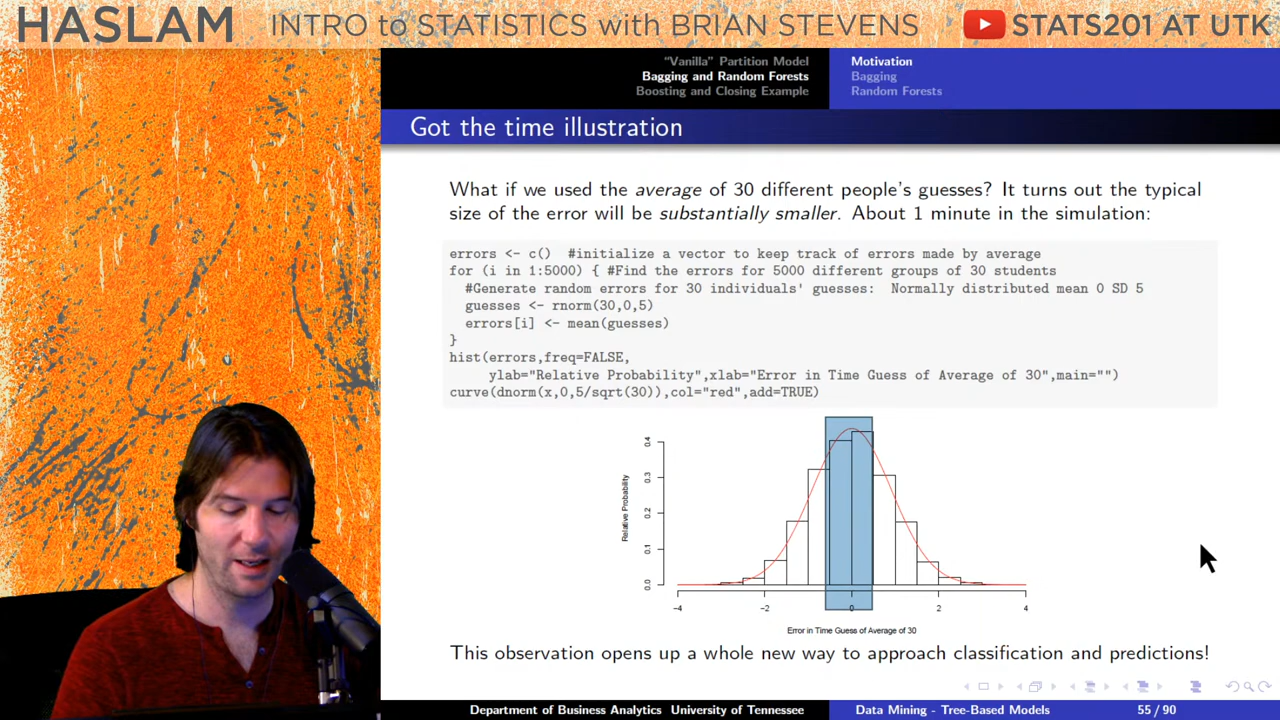 HASLAM INTRO to STATISTICS with BRIAN STEVENS STATS201 AT UTK
"Vanilla" Partition Model
Bagging and Random Forests
Boosting and Closing Example
Motivation
Bagging
Random Forests
Got the time illustration
What if we used the average of 30 different people's guesses? It turns out the typical
size of the error will be substantially smaller. About 1 minute in the simulation:
errors <- c()  #initialize a vector to keep track of errors made by average
for (i in 1:5000) { #Find the errors for 5000 different groups of 30 students
  #Generate random errors for 30 individuals' guesses:  Normally distributed mean 0 SD 5
  guesses <- rnorm(30,0,5)
  errors[i] <- mean(guesses)
}
hist(errors,freq=FALSE,
     ylab="Relative Probability",xlab="Error in Time Guess of Average of 30",main="")
curve(dnorm(x,0,5/sqrt(30)),col="red",add=TRUE)
Relative Probability
0.4
0.3
0.2
0.1
0.0
-4 -2 0 2 4
Error in Time Guess of Average of 30
This observation opens up a whole new way to approach classification and predictions!
Department of Business Analytics University of Tennessee Data Mining - Tree-Based Models 55 / 90